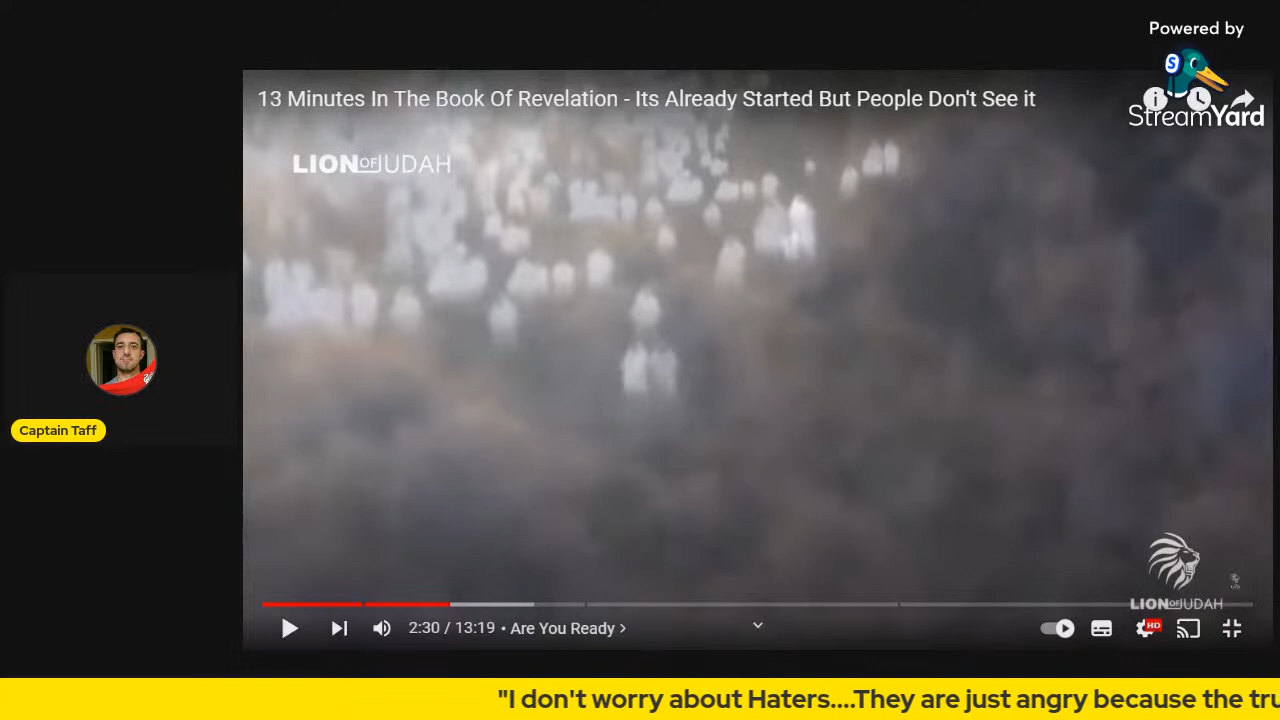 Powered by
StreamYard
13 Minutes In The Book Of Revelation - Its Already Started But People Don't See it
LION OF JUDAH
Captain Taff
LION OF JUDAH
2:30 / 13:19 • Are You Ready ›
HD
"I don't worry about Haters....They are just angry because the tru